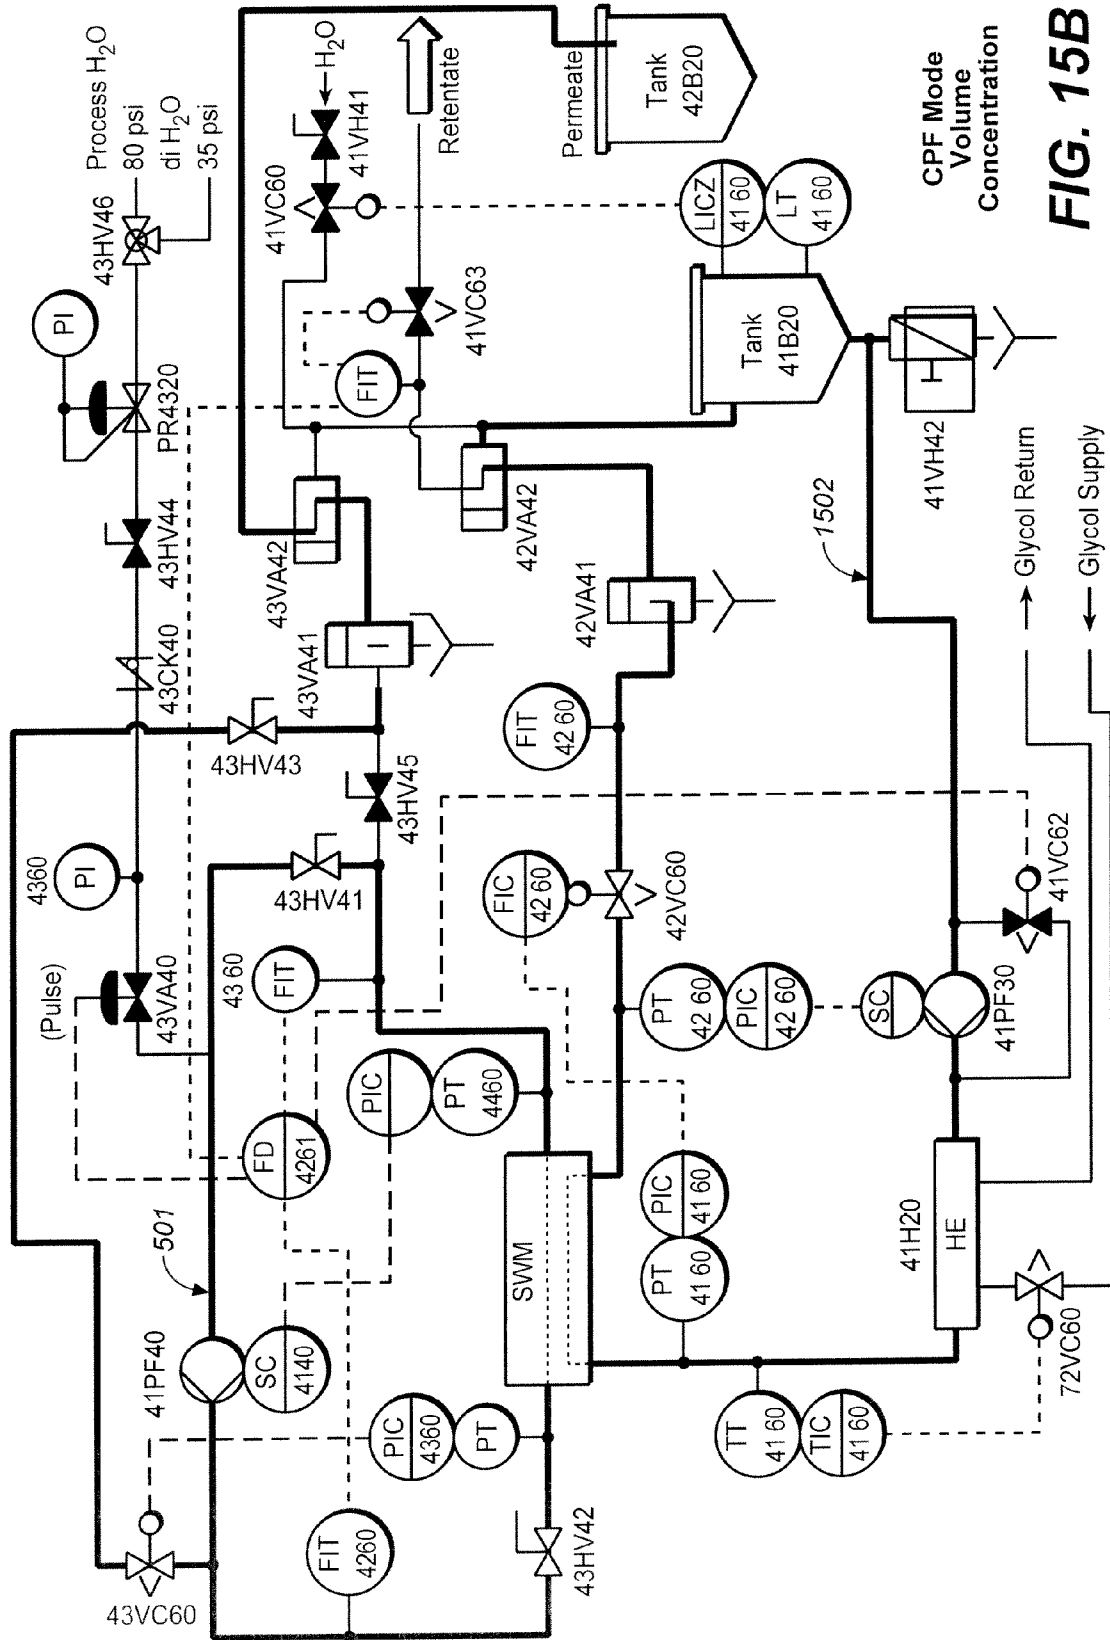 Process H2O
80 psi
di H2O
35 psi
43HV46
PI
PR4320
43HV44
43CK40
4360
PI
(Pulse)
43VA40
H2O
41VH41
41VC60
Retentate
41VC63
FIT
Permeate
Tank
42B20
43VA42
42VA42
43VA41
42VA41
43HV43
43HV45
43HV41
43 60
FIT
FD
4261
501
41PF40
SC
4140
43VC60
FIT
4260
PIC
4360
PT
43HV42
PIC
PT
4460
SWM
FIT
42 60
FIC
42 60
42VC60
PT
42 60
PIC
42 60
PT
41 60
PIC
41 60
TT
41 60
TIC
41 60
LICZ
41 60
LT
41 60
Tank
41B20
41VH42
1502
SC
41PF30
41VC62
41H20
HE
72VC60
Glycol Return
Glycol Supply
CPF Mode
Volume
Concentration
FIG. 15B